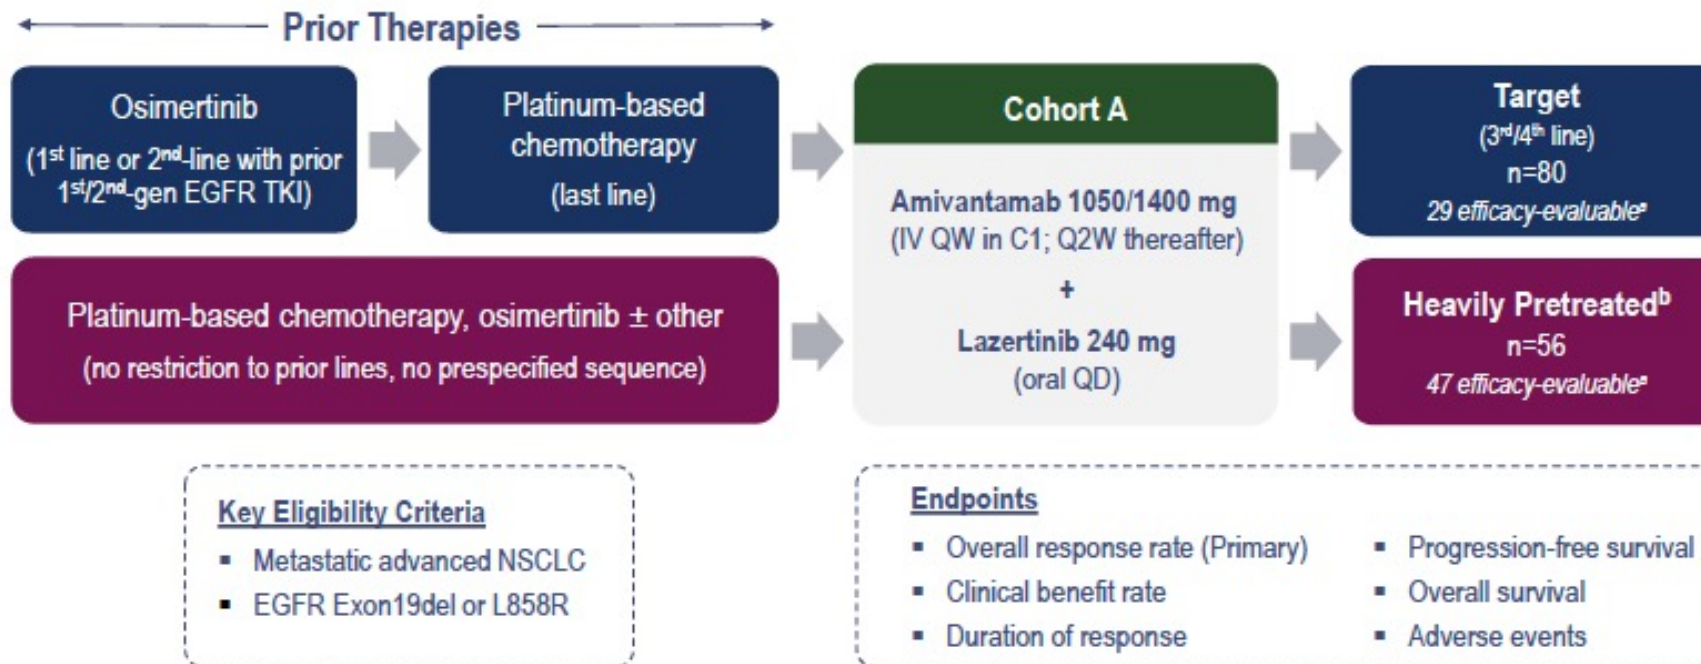 Prior Therapies
Osimertinib
(1st line or 2nd-line with prior
1st/2nd-gen EGFR TKI)
Platinum-based
chemotherapy
(last line)
Platinum-based chemotherapy, osimertinib ± other
(no restriction to prior lines, no prespecified sequence)
Cohort A
Amivantamab 1050/1400 mg
(IV QW in C1; Q2W thereafter)
+
Lazertinib 240 mg
(oral QD)
Target
(3rd/4th line)
n=80
29 efficacy-evaluableᵃ
Heavily Pretreatedᵇ
n=56
47 efficacy-evaluableᵃ
Key Eligibility Criteria
▪ Metastatic advanced NSCLC
▪ EGFR Exon19del or L858R
Endpoints
▪ Overall response rate (Primary)
▪ Clinical benefit rate
▪ Duration of response
▪ Progression-free survival
▪ Overall survival
▪ Adverse events